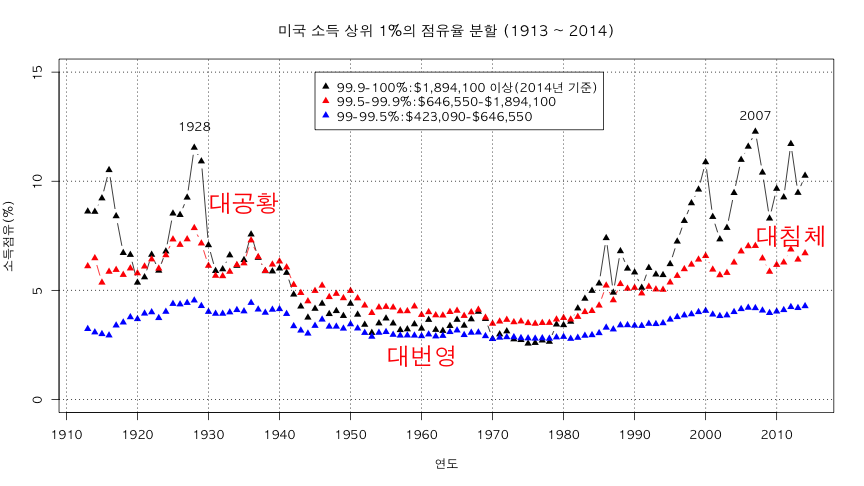 미국 소득 상위 1%의 점유율 분할 (1913 ~ 2014)
99.9-100%:$1,894,100 이상(2014년 기준)
99.5-99.9%:$646,550-$1,894,100
99-99.5%:$423,090-$646,550
1928
2007
대공황
대침체
대번영
소득점유(%)
15
10
5
0
1910 1920 1930 1940 1950 1960 1970 1980 1990 2000 2010
연도